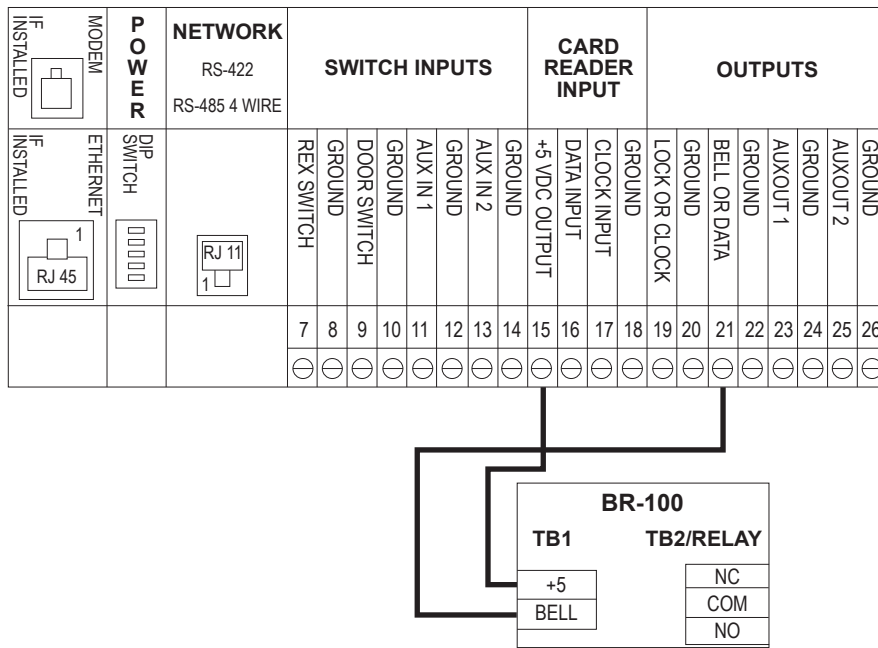 MODEM
IF
INSTALLED
POWER
NETWORK
RS-422
RS-485 4 WIRE
SWITCH INPUTS
CARD
READER
INPUT
OUTPUTS
ETHERNET
IF
INSTALLED
1
RJ 45
DIP
SWITCH
RJ 11
1
REX SWITCH
GROUND
DOOR SWITCH
GROUND
AUX IN 1
GROUND
AUX IN 2
GROUND
+5 VDC OUTPUT
DATA INPUT
CLOCK INPUT
GROUND
LOCK OR CLOCK
GROUND
BELL OR DATA
GROUND
AUXOUT 1
GROUND
AUXOUT 2
GROUND
7 8 9 10 11 12 13 14 15 16 17 18 19 20 21 22 23 24 25 26
BR-100
TB1 TB2/RELAY
+5
BELL
NC
COM
NO